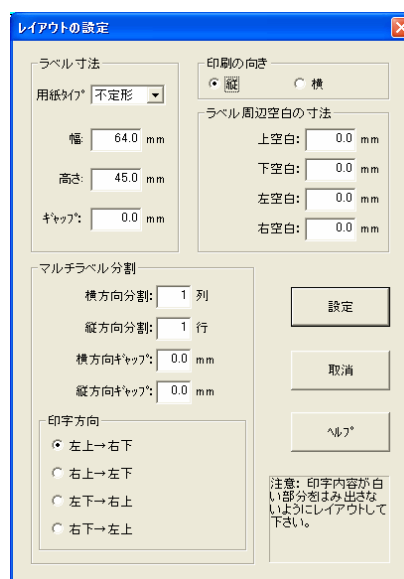 レイアウトの設定
ラベル寸法
用紙ﾀｲﾌﾟ 不定形
幅: 64.0 mm
高さ: 45.0 mm
ｷﾞｬｯﾌﾟ: 0.0 mm
印刷の向き
縦 横
ラベル周辺空白の寸法
上空白: 0.0 mm
下空白: 0.0 mm
左空白: 0.0 mm
右空白: 0.0 mm
マルチラベル分割
横方向分割: 1 列
縦方向分割: 1 行
横方向ｷﾞｬｯﾌﾟ: 0.0 mm
縦方向ｷﾞｬｯﾌﾟ: 0.0 mm
印字方向
左上→右下
右上→左下
左下→右上
右下→左上
設定
取消
ﾍﾙﾌﾟ
注意: 印字内容が白
い部分をはみ出さな
いようにレイアウトして
下さい。